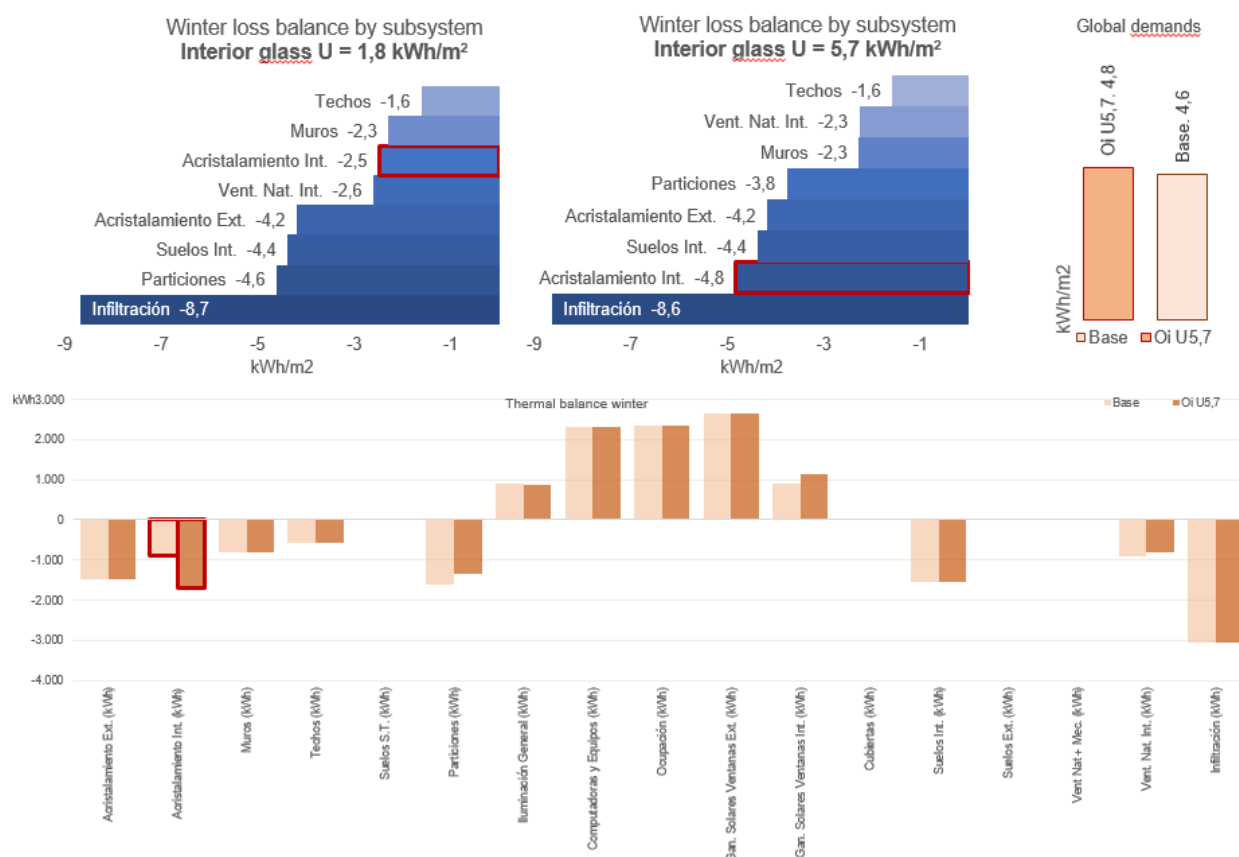 Winter loss balance by subsystem
Interior glass U = 1,8 kWh/m²
Techos -1,6
Muros -2,3
Acristalamiento Int. -2,5
Vent. Nat. Int. -2,6
Acristalamiento Ext. -4,2
Suelos Int. -4,4
Particiones -4,6
Infiltración -8,7
-9 -7 -5 -3 -1
kWh/m2
Winter loss balance by subsystem
Interior glass U = 5,7 kWh/m²
Techos -1,6
Vent. Nat. Int. -2,3
Muros -2,3
Particiones -3,8
Acristalamiento Ext. -4,2
Suelos Int. -4,4
Acristalamiento Int. -4,8
Infiltración -8,6
-9 -7 -5 -3 -1
kWh/m2
Global demands
Oi U5,7. 4,8
Base. 4,6
kWh/m2
Base Oi U5,7
Thermal balance winter
Base Oi U5,7
kWh3.000
2.000
1.000
0
-1.000
-2.000
-3.000
-4.000
Acristalamiento Ext. (kWh)
Acristalamiento Int. (kWh)
Muros (kWh)
Techos (kWh)
Suelos S.T. (kWh)
Particiones (kWh)
Iluminación General (kWh)
Computadoras y Equipos (kWh)
Ocupación (kWh)
Gan. Solares Ventanas Ext. (kWh)
Gan. Solares Ventanas Int. (kWh)
Cubiertas (kWh)
Suelos Int. (kWh)
Suelos Ext. (kWh)
Vent Nat + Mec. (kWh)
Vent. Nat. Int. (kWh)
Infiltración (kWh)